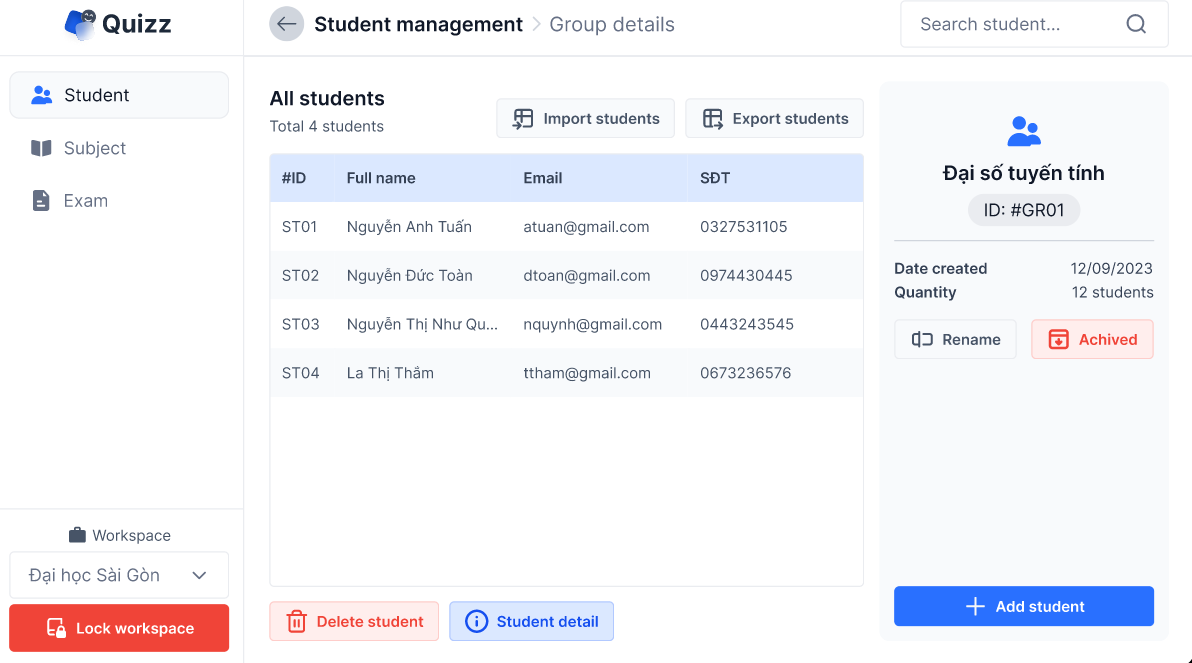 Quizz
Student management
Group details
Search student...
Student
Subject
Exam
Workspace
Đại học Sài Gòn
Lock workspace
All students
Total 4 students
Import students
Export students
#ID Full name Email SĐT
ST01 Nguyễn Anh Tuấn atuan@gmail.com 0327531105
ST02 Nguyễn Đức Toàn dtoan@gmail.com 0974430445
ST03 Nguyễn Thị Như Qu... nquynh@gmail.com 0443243545
ST04 La Thị Thắm ttham@gmail.com 0673236576
Delete student
Student detail
Đại số tuyến tính
ID: #GR01
Date created 12/09/2023
Quantity 12 students
Rename
Achived
Add student